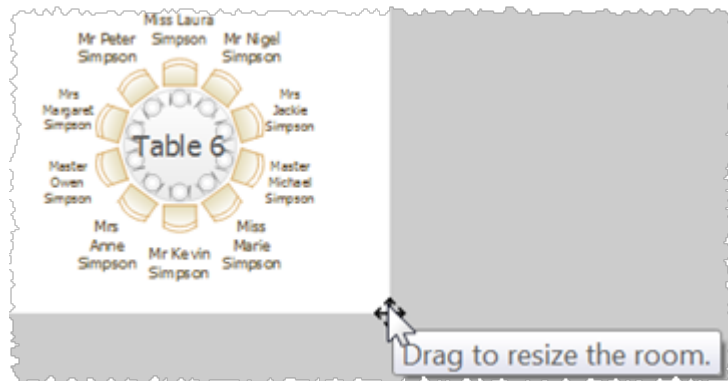 Miss Laura
Simpson
Mr Peter
Simpson
Mr Nigel
Simpson
Mrs
Margaret
Simpson
Mrs
Jackie
Simpson
Table 6
Master
Owen
Simpson
Master
Michael
Simpson
Mrs
Anne
Simpson
Mr Kevin
Simpson
Miss
Marie
Simpson
Drag to resize the room.